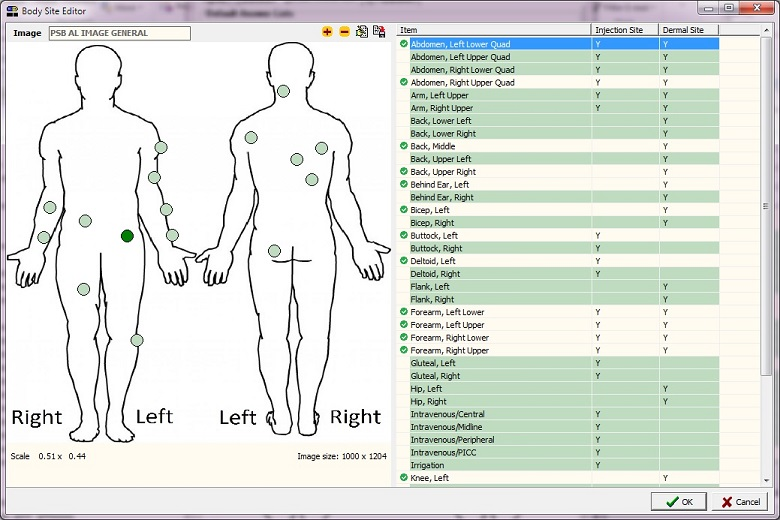 Body Site Editor
Image PSB AL IMAGE GENERAL
Right Left Left Right
Scale 0.51 x 0.44 Image size: 1000 x 1204
Item Injection Site Dermal Site
Abdomen, Left Lower Quad Y Y
Abdomen, Left Upper Quad Y Y
Abdomen, Right Lower Quad Y Y
Abdomen, Right Upper Quad Y Y
Arm, Left Upper Y Y
Arm, Right Upper Y Y
Back, Lower Left Y
Back, Lower Right Y
Back, Middle Y
Back, Upper Left Y
Back, Upper Right Y
Behind Ear, Left Y
Behind Ear, Right Y
Bicep, Left Y
Bicep, Right Y
Buttock, Left Y
Buttock, Right Y
Deltoid, Left Y
Deltoid, Right Y
Flank, Left Y
Flank, Right Y
Forearm, Left Lower Y Y
Forearm, Left Upper Y Y
Forearm, Right Lower Y Y
Forearm, Right Upper Y Y
Gluteal, Left Y
Gluteal, Right Y
Hip, Left Y
Hip, Right Y
Intravenous/Central Y
Intravenous/Midline Y
Intravenous/Peripheral Y
Intravenous/PICC Y
Irrigation Y
Knee, Left Y
OK Cancel